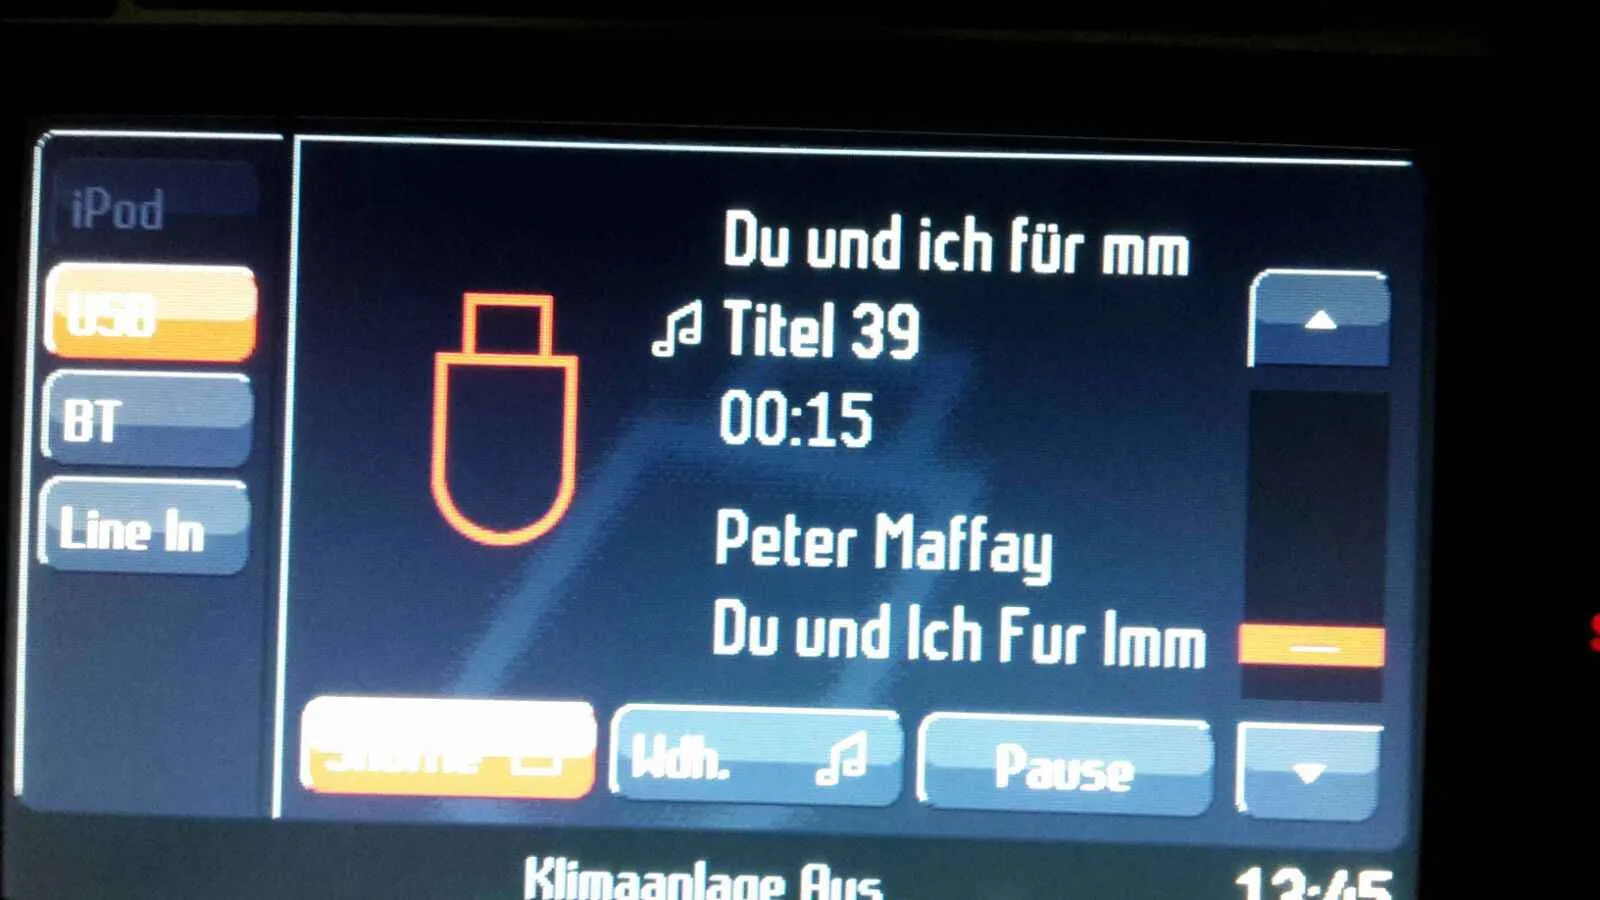 iPod
USB
BT
Line In
Du und ich für mm
Titel 39
00:15
Peter Maffay
Du und Ich Fur Imm
Wdh.
Pause
Klimaanlage Aus